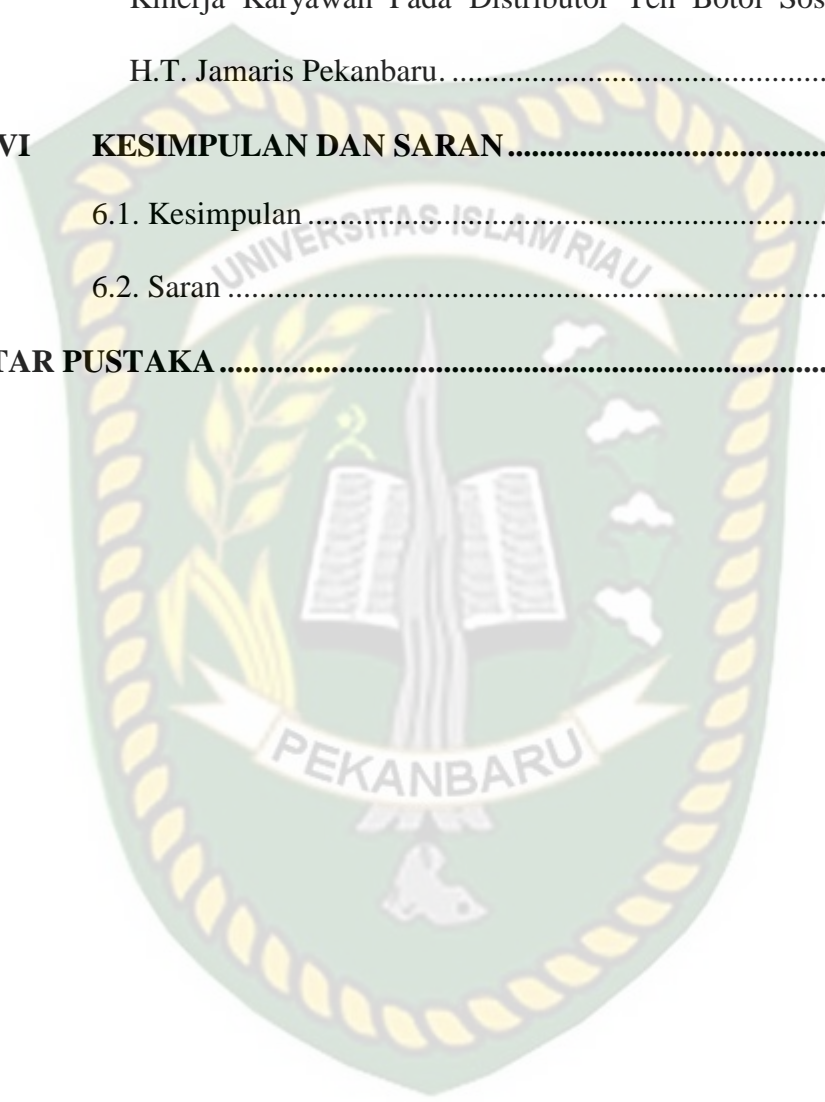 Kinerja Karyawan Pada Distributor Teh Botol Sos
H.T. Jamaris Pekanbaru. ..........................................
VI KESIMPULAN DAN SARAN ....................................
6.1. Kesimpulan ..............................................................
6.2. Saran ........................................................................
TAR PUSTAKA .........................................................................
UNIVERSITAS ISLAM RIAU
PEKANBARU